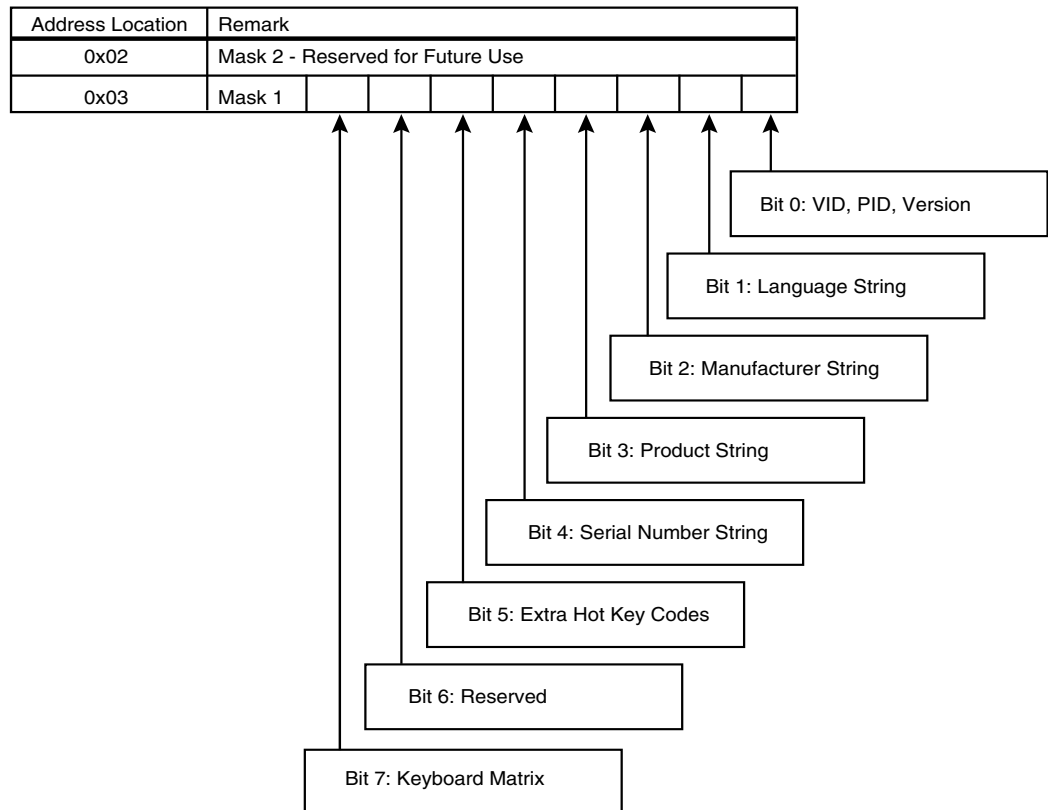 Address Location Remark
0x02 Mask 2 - Reserved for Future Use
0x03 Mask 1
Bit 0: VID, PID, Version
Bit 1: Language String
Bit 2: Manufacturer String
Bit 3: Product String
Bit 4: Serial Number String
Bit 5: Extra Hot Key Codes
Bit 6: Reserved
Bit 7: Keyboard Matrix